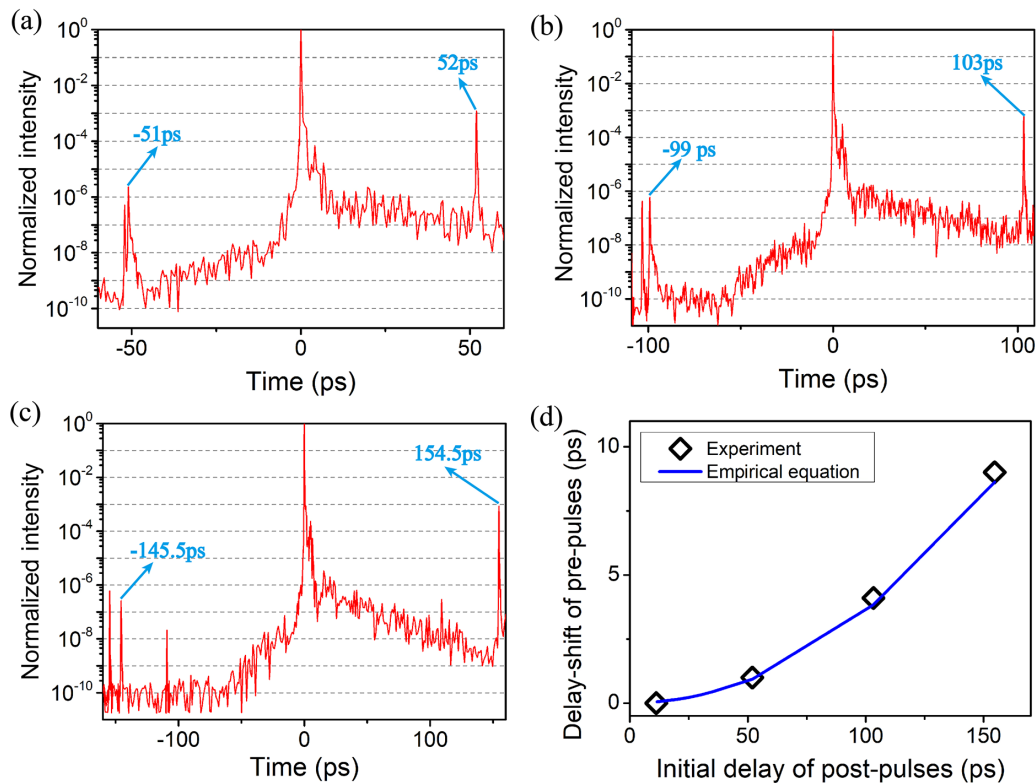 (a)
10^0
10^-2
10^-4
10^-6
10^-8
10^-10
Normalized intensity
-51ps
52ps
-50
0
50
Time (ps)
(b)
10^0
10^-2
10^-4
10^-6
10^-8
10^-10
Normalized intensity
-99 ps
103ps
-100
0
100
Time (ps)
(c)
10^0
10^-2
10^-4
10^-6
10^-8
10^-10
Normalized intensity
-145.5ps
154.5ps
-100
0
100
Time (ps)
(d)
10
5
0
Delay-shift of pre-pulses (ps)
Experiment
Empirical equation
0
50
100
150
Initial delay of post-pulses (ps)